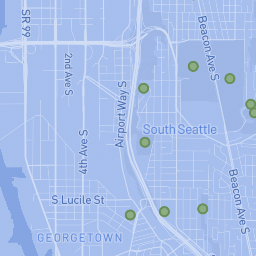 SR 99
2nd Ave S
4th Ave S
Airport Way S
Beacon Ave S
South Seattle
S Lucile St
Beacon Ave S
GEORGETOWN